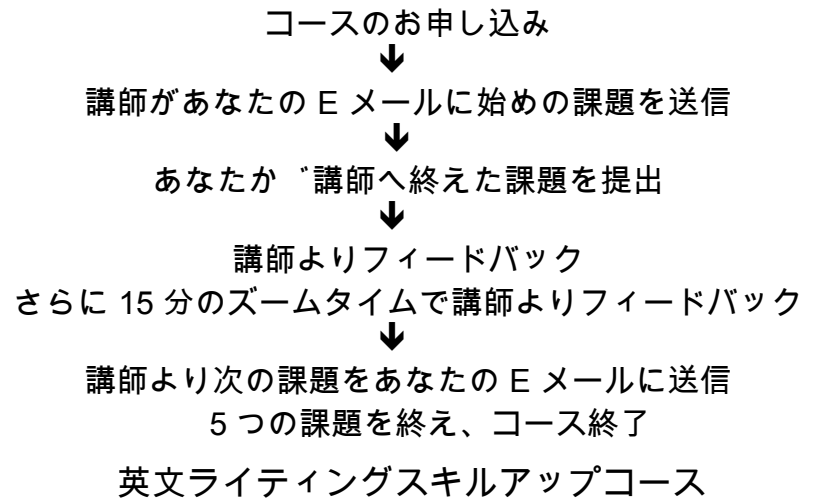 コースのお申し込み
↓
講師があなたの E メールに始めの課題を送信
↓
あなたか゛講師へ終えた課題を提出
↓
講師よりフィードバック
さらに 15 分のズームタイムで講師よりフィードバック
↓
講師より次の課題をあなたの E メールに送信
5 つの課題を終え、コース終了
英文ライティングスキルアップコース